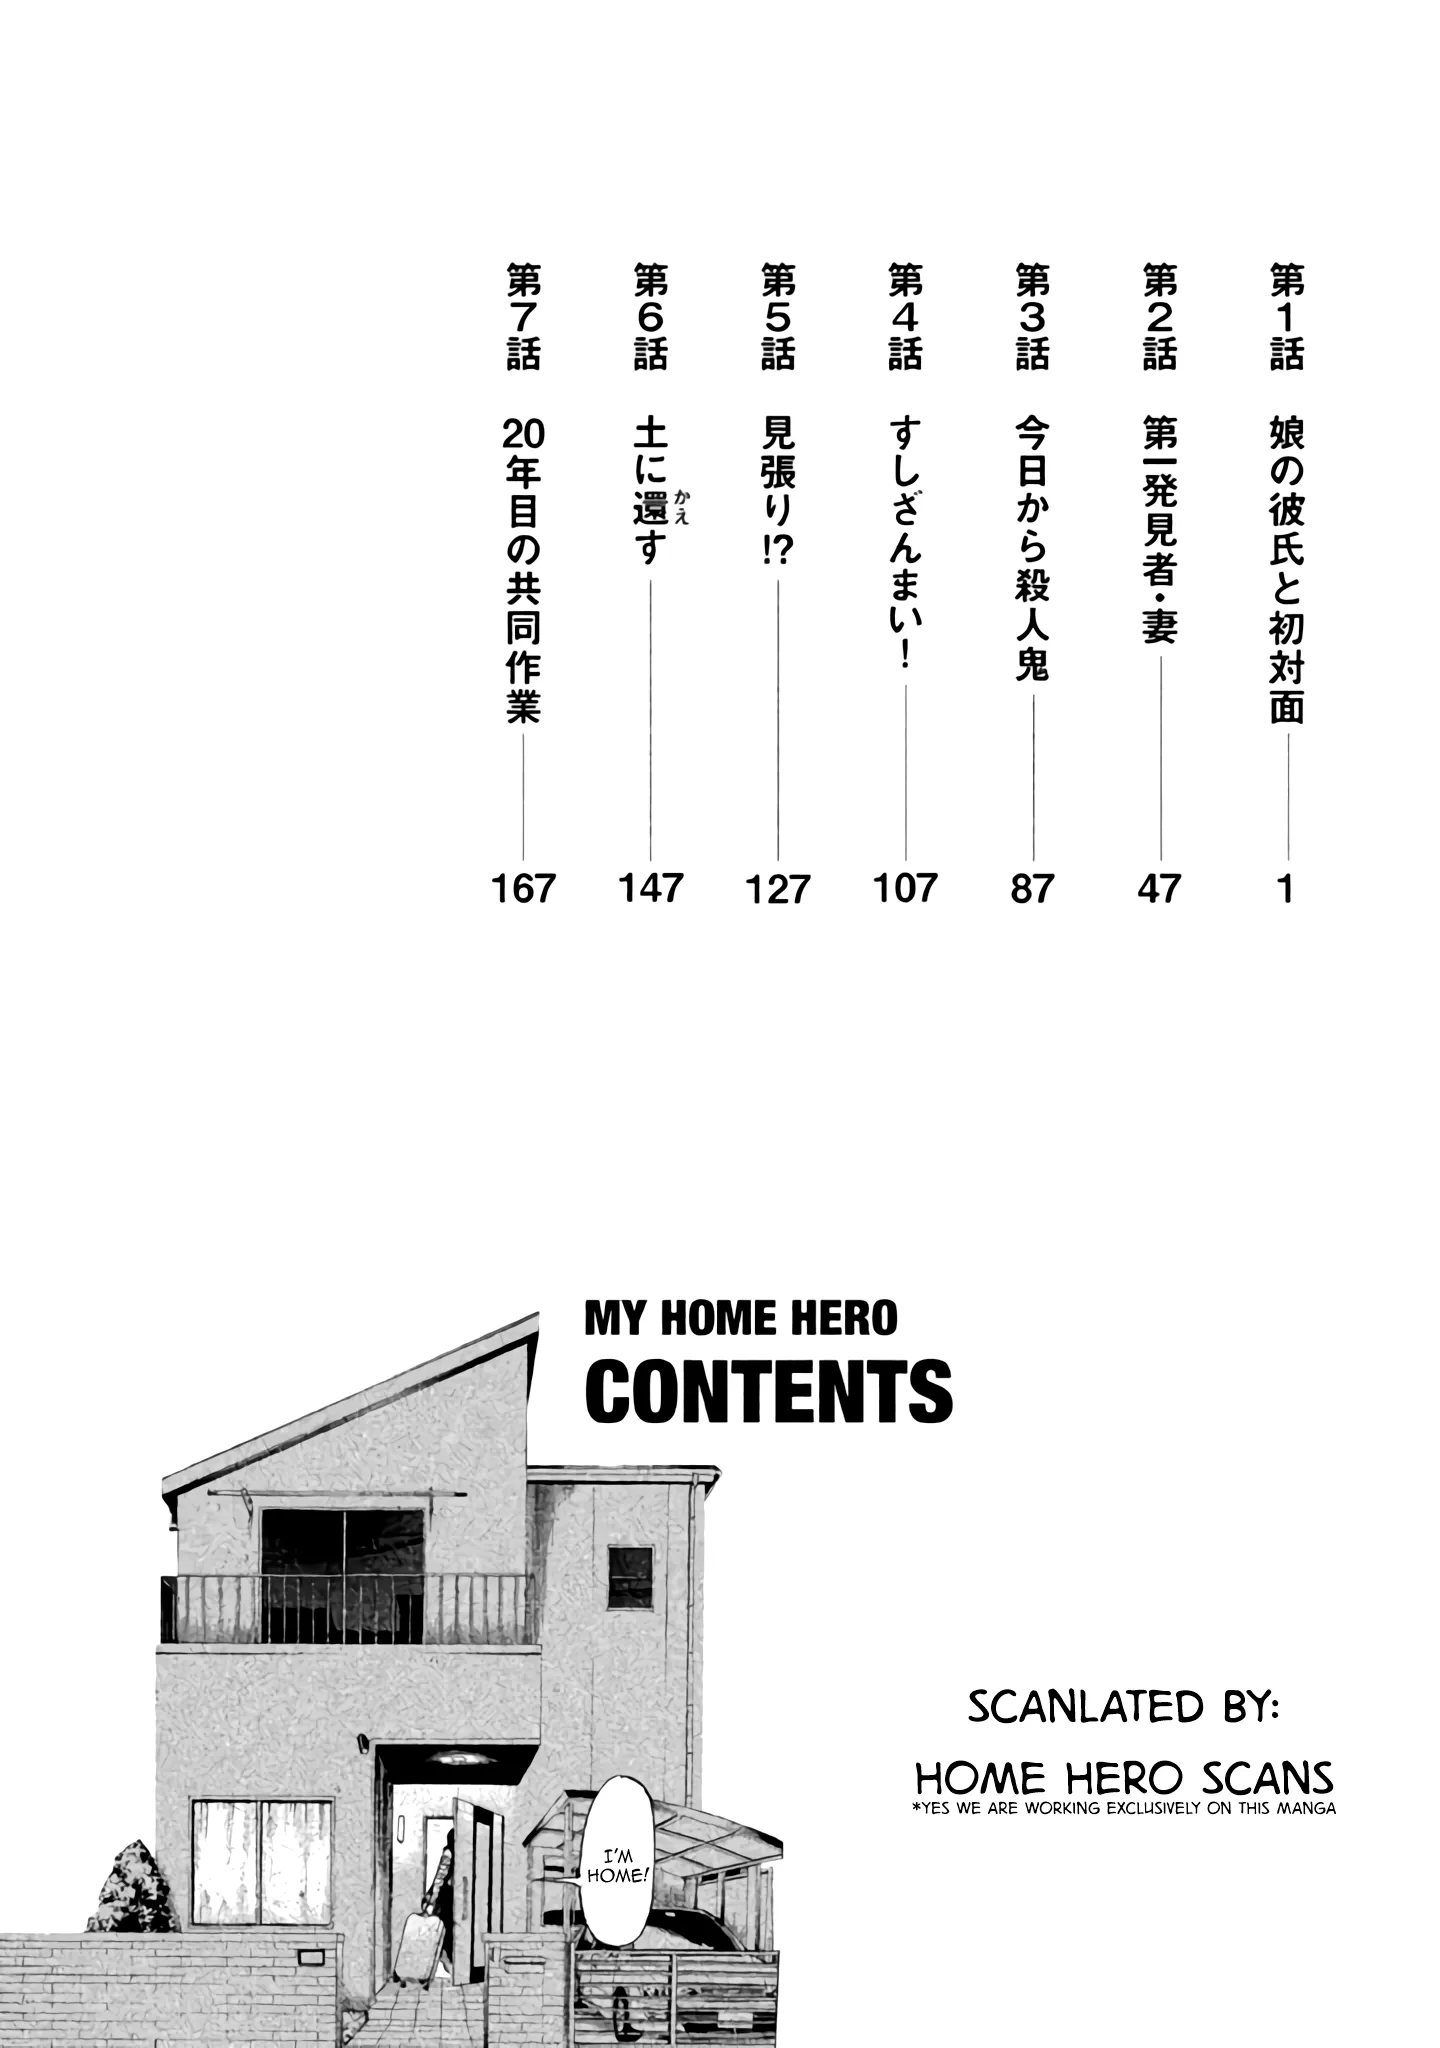 第1話 娘の彼氏と初対面 1
第2話 第一発見者・妻 47
第3話 今日から殺人鬼 87
第4話 すしざんまい! 107
第5話 見張り!? 127
第6話 土に還す 147
かえ
第7話 20年目の共同作業 167
MY HOME HERO
CONTENTS
SCANLATED BY:
HOME HERO SCANS
*YES WE ARE WORKING EXCLUSIVELY ON THIS MANGA
I'M
HOME!